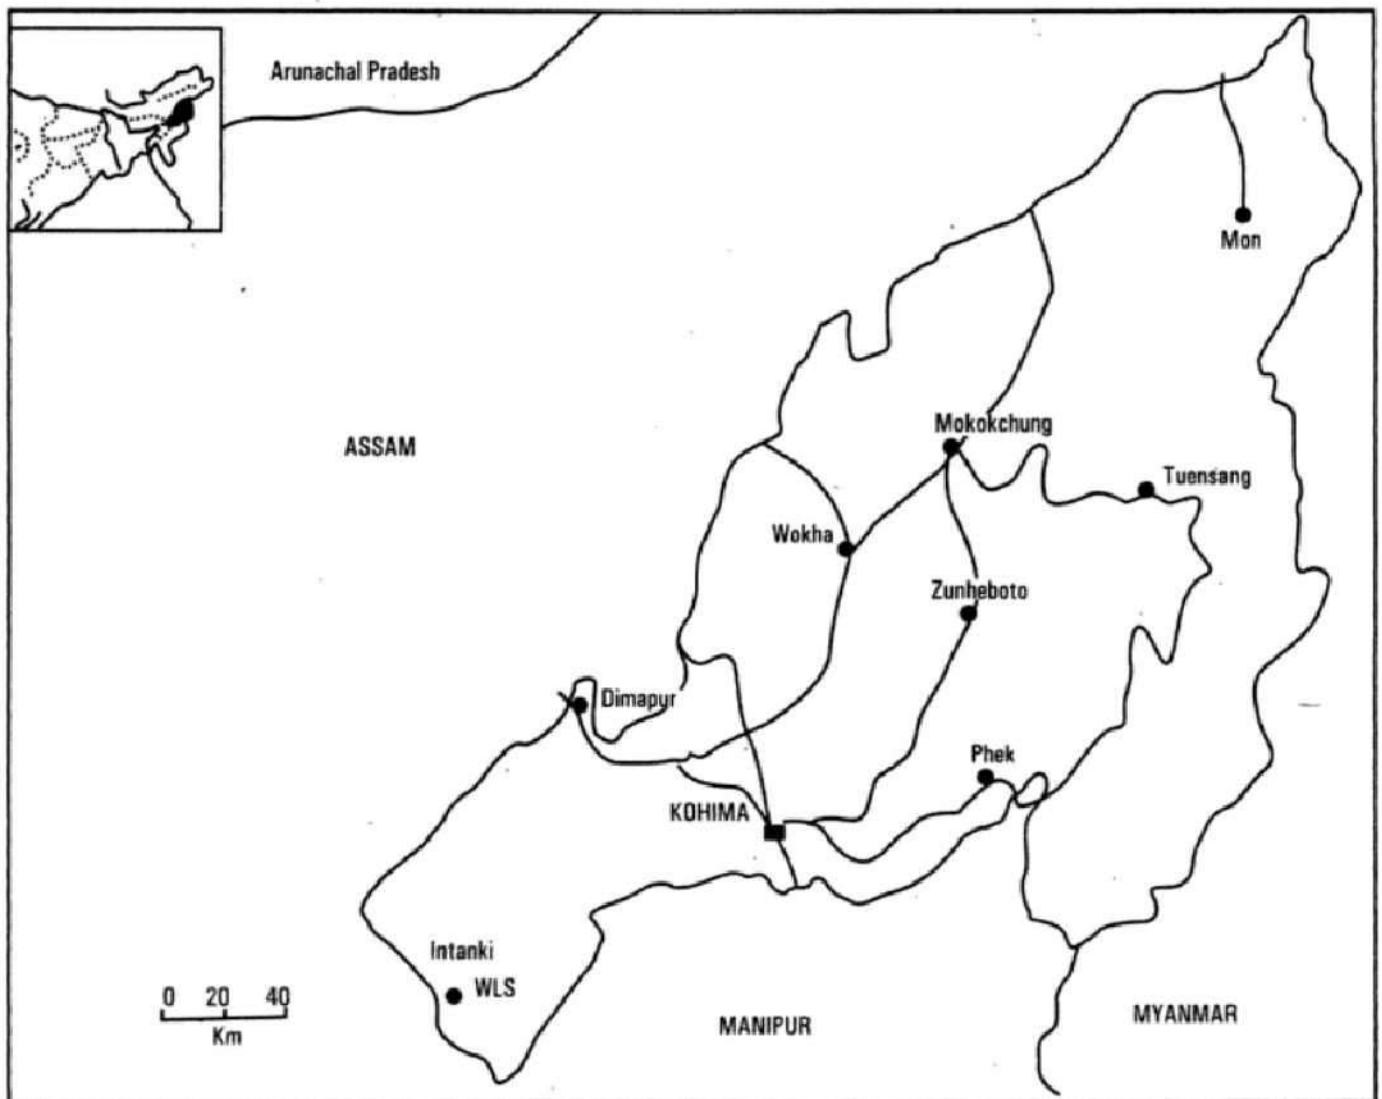 Arunachal Pradesh
Mon
ASSAM
Mokokchung
Tuensang
Wokha
Zunheboto
Dimapur
Phek
KOHIMA
Intanki
WLS
0 20 40
Km
MANIPUR
MYANMAR